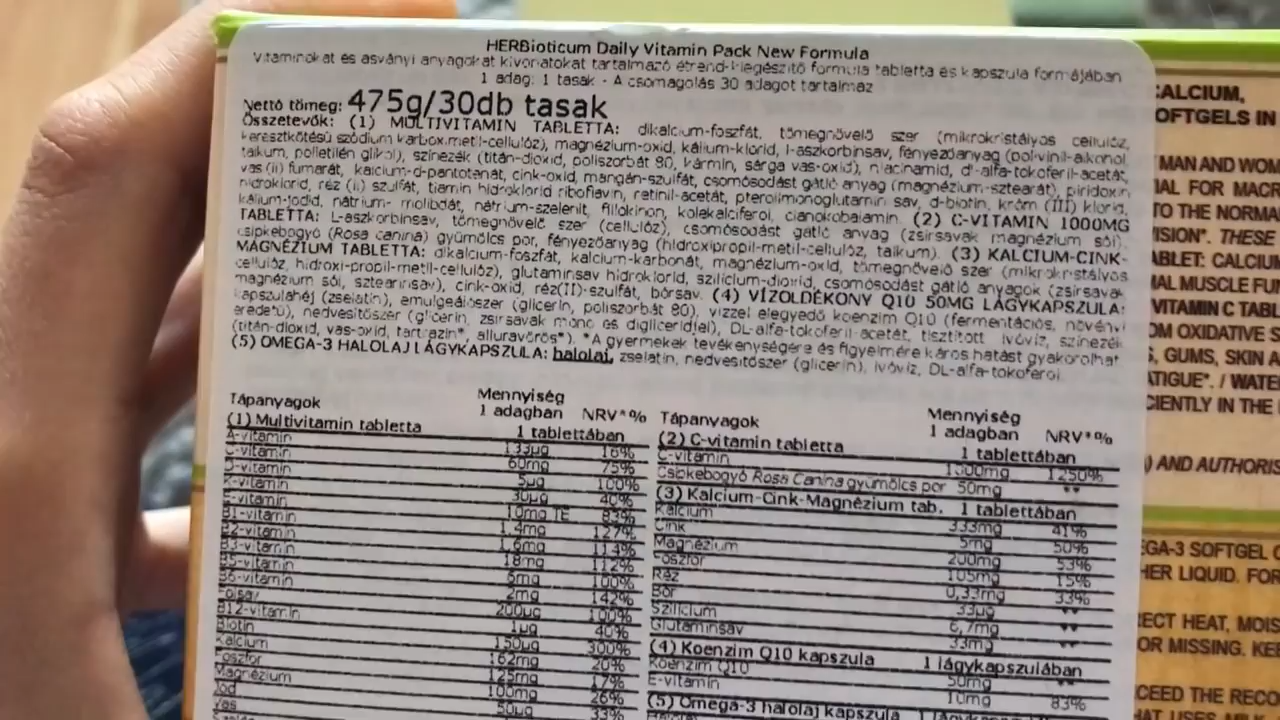 HERBioticum Daily Vitamin Pack New Formula
Vitaminokat és ásványi anyagokat kivonatokat tartalmazó étrend-kiegészítő formula tabletta és kapszula formájában
1 adag: 1 tasak - A csomagolás 30 adagot tartalmaz
Nettó tömeg: 475g/30db tasak
Összetevők: (1) MULTIVITAMIN TABLETTA: dikalcium-foszfát, tömegnövelő szer (mikrokristályos cellulóz,
keresztkötésű szódium karboximetil-cellulóz), magnézium-oxid, kálium-klorid, l-aszkorbinsav, fényezőanyag (polivinil-alkohol,
talkum, polietilén glikol), színezék (titán-dioxid, poliszorbát 80, kármin, sárga vas-oxid), niacinamid, dl-alfa-tokoferil-acetát,
vas (ii) fumarát, kalcium-d-pantotenát, cink-oxid, mangán-szulfát, csomósodást gátló anyag (magnézium-sztearát), piridoxin
hidroklorid, réz (ii) szulfát, tiamin hidroklorid riboflavin, retinil-acetát, pteroilmonoglutamin sav, d-biotin, króm (III) klorid,
kálium-jodid, nátrium- molibdát, nátrium-szelenit, fillokinon, kolekalciferol, cianokobalamin. (2) C-VITAMIN 1000MG
TABLETTA: L-aszkorbinsav, tömegnövelő szer (cellulóz), csomósodást gátló anyag (zsírsavak magnézium sói),
csipkebogyó (Rosa canina) gyümölcs por, fényezőanyag (hidroxipropil-metil-cellulóz, talkum). (3) KALCIUM-CINK-
MAGNÉZIUM TABLETTA: dikalcium-foszfát, kalcium-karbonát, magnézium-oxid, tömegnövelő szer (mikrokristályos
cellulóz, hidroxi-propil-metil-cellulóz), glutaminsav hidroklorid, szilícium-dioxid, csomósodást gátló anyagok (zsírsavak
magnézium sói, sztearinsav), cink-oxid, réz(II)-szulfát, bórsav. (4) VÍZOLDÉKONY Q10 50MG LÁGYKAPSZULA:
kapszulahéj (zselatin), emulgeálószer (glicerin, poliszorbát 80), vízzel elegyedő koenzim Q10 (fermentációs, növényi
eredetű), nedvesítőszer (glicerin, zsírsavak mono és digliceridjei), DL-alfa-tokoferil-acetát, tisztított ivóvíz, színezék
(titán-dioxid, vas-oxid, tartrazin*, alluravörös*). *A gyermekek tevékenységére és figyelmére káros hatást gyakorolhat
(5) OMEGA-3 HALOLAJ LÁGYKAPSZULA: halolaj, zselatin, nedvesítőszer (glicerin), ivóvíz, DL-alfa-tokoferol
Tápanyagok Mennyiség 1 adagban NRV*%
(1) Multivitamin tabletta 1 tablettában
A-vitamin 133µg 16%
C-vitamin 60mg 75%
D-vitamin 5µg 100%
K-vitamin 30µg 40%
E-vitamin 10mg TE 83%
B1-vitamin 1,4mg 127%
B2-vitamin 1,6mg 114%
B3-vitamin 18mg 112%
B5-vitamin 6mg 100%
B6-vitamin 2mg 142%
Folsav 200µg 100%
B12-vitamin 1µg 40%
Biotin 150µg 300%
Kalcium 162mg 20%
Foszfor 125mg 17%
Magnézium 100mg 26%
Jód 50µg 33%
Vas
Tápanyagok Mennyiség 1 adagban NRV*%
(2) C-vitamin tabletta 1 tablettában
C-vitamin 1000mg 1250%
Csipkebogyó Rosa Canina gyümölcs por 50mg **
(3) Kalcium-Cink-Magnézium tab. 1 tablettában
Kalcium 333mg 41%
Cink 5mg 50%
Magnézium 200mg 53%
Foszfor 105mg 15%
Réz 0,33mg 33%
Bór 33µg **
Szilícium 6,7mg **
Glutaminsav 33mg **
(4) Koenzim Q10 kapszula 1 lágykapszulában
Koenzim Q10 50mg **
E-vitamin 10mg 83%
(5) Omega-3 halolaj kapszula
CALCIUM,
OFTGELS IN
MAN AND WOM
IAL FOR MACR
TO THE NORMA
VISION". THESE
ABLET: CALCIUM
MAL MUSCLE FUN
VITAMIN C TABL
OM OXIDATIVE S
S, GUMS, SKIN A
ATIGUE". / WATE
CIENTLY IN THE
) AND AUTHORIS
EGA-3 SOFTGEL
HER LIQUID. FOR
RECT HEAT, MOIS
OR MISSING. KEE
CEED THE RECO